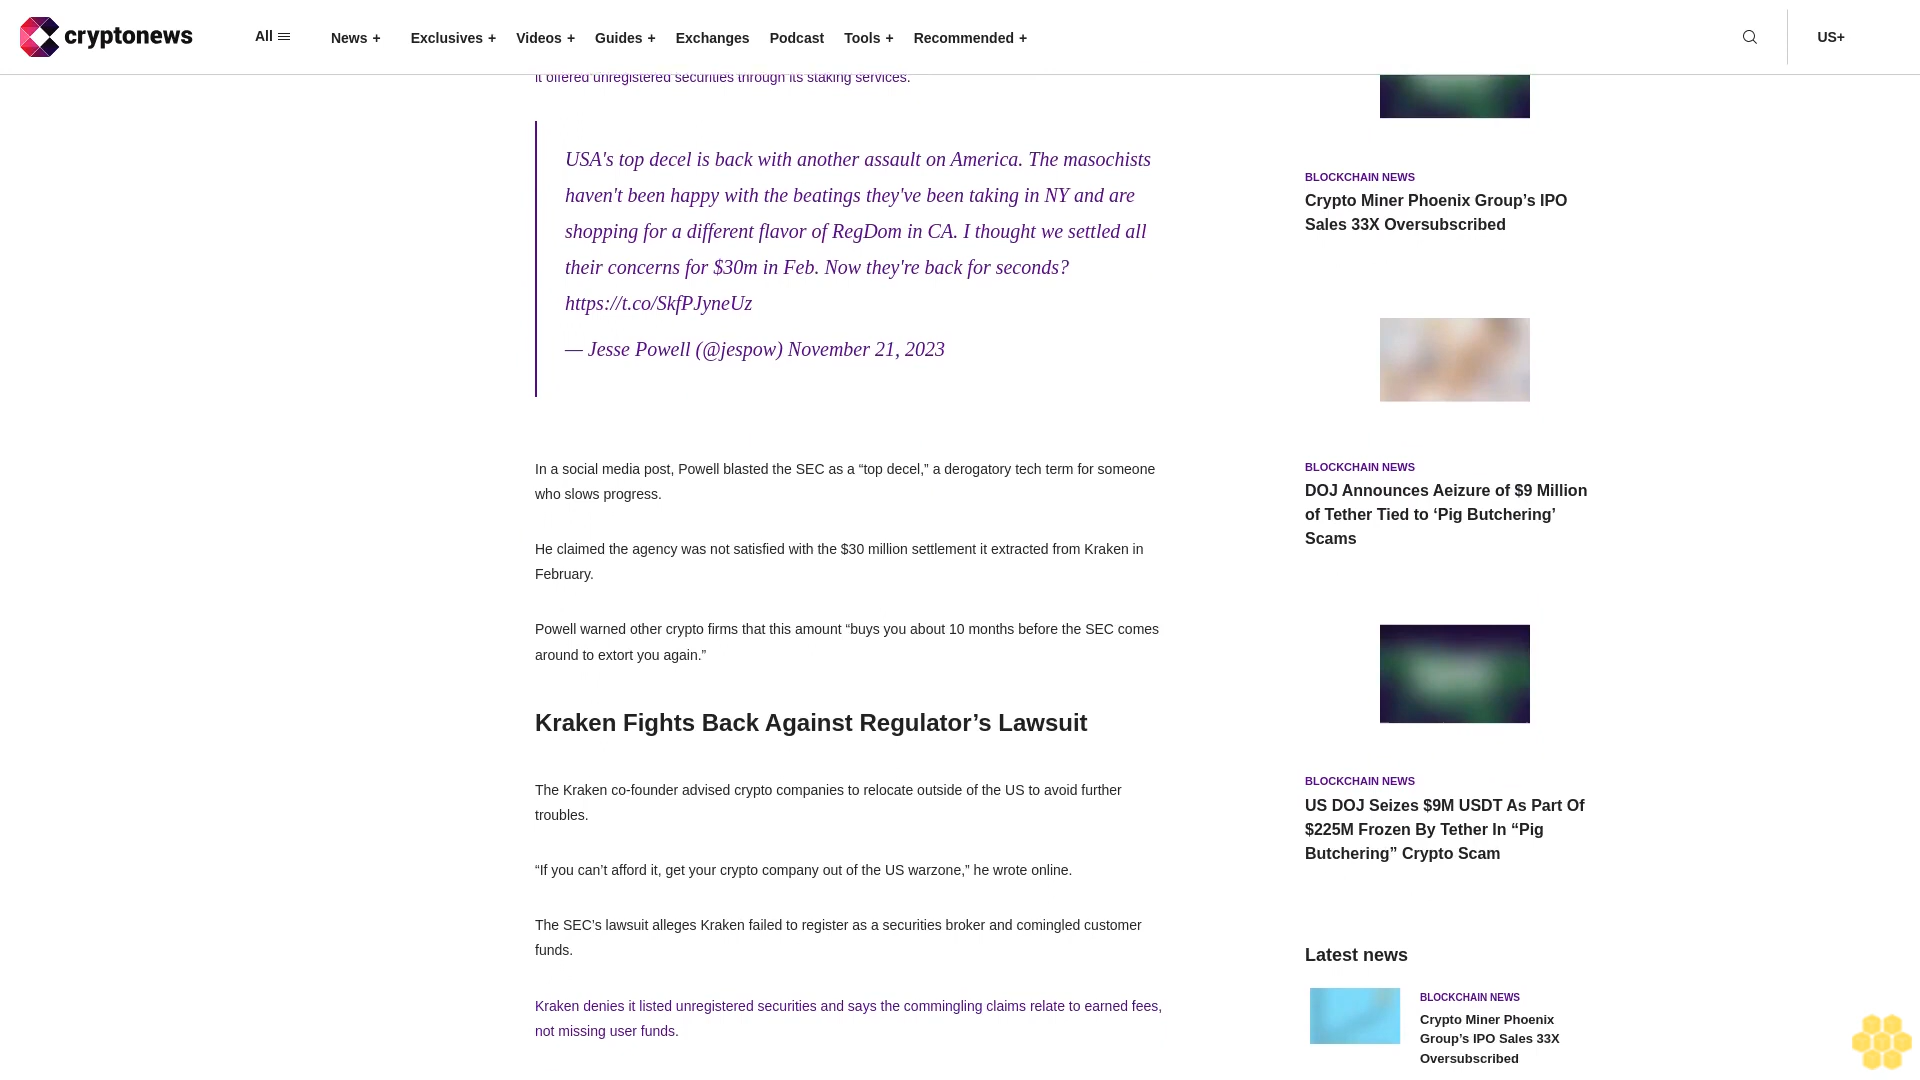 cryptonews
All
News +
Exclusives +
Videos +
Guides +
Exchanges
Podcast
Tools +
Recommended +
US+
it offered unregistered securities through its staking services.
USA's top decel is back with another assault on America. The masochists
haven't been happy with the beatings they've been taking in NY and are
shopping for a different flavor of RegDom in CA. I thought we settled all
their concerns for $30m in Feb. Now they're back for seconds?
https://t.co/SkfPJyneUz
— Jesse Powell (@jespow) November 21, 2023
In a social media post, Powell blasted the SEC as a “top decel,” a derogatory tech term for someone
who slows progress.
He claimed the agency was not satisfied with the $30 million settlement it extracted from Kraken in
February.
Powell warned other crypto firms that this amount “buys you about 10 months before the SEC comes
around to extort you again.”
Kraken Fights Back Against Regulator’s Lawsuit
The Kraken co-founder advised crypto companies to relocate outside of the US to avoid further
troubles.
“If you can’t afford it, get your crypto company out of the US warzone,” he wrote online.
The SEC’s lawsuit alleges Kraken failed to register as a securities broker and comingled customer
funds.
Kraken denies it listed unregistered securities and says the commingling claims relate to earned fees,
not missing user funds.
BLOCKCHAIN NEWS
Crypto Miner Phoenix Group’s IPO
Sales 33X Oversubscribed
BLOCKCHAIN NEWS
DOJ Announces Aeizure of $9 Million
of Tether Tied to ‘Pig Butchering’
Scams
BLOCKCHAIN NEWS
US DOJ Seizes $9M USDT As Part Of
$225M Frozen By Tether In “Pig
Butchering” Crypto Scam
Latest news
BLOCKCHAIN NEWS
Crypto Miner Phoenix
Group’s IPO Sales 33X
Oversubscribed